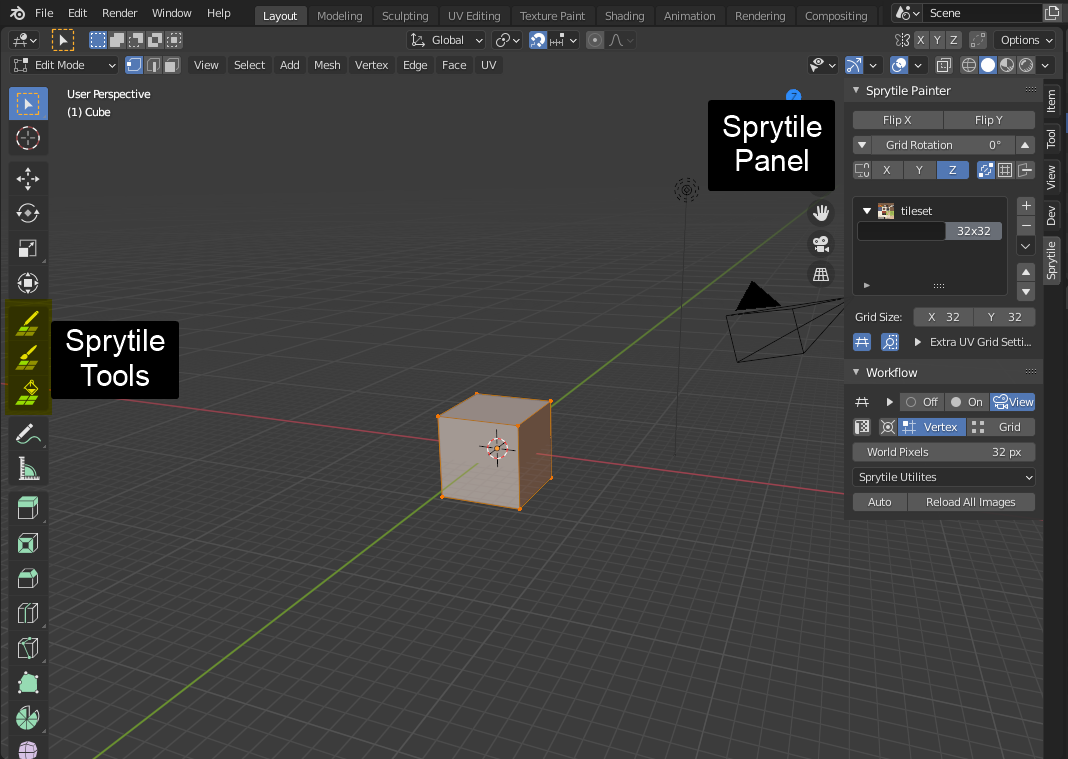 File Edit Render Window Help Layout Modeling Sculpting UV Editing Texture Paint Shading Animation Rendering Compositing Scene
Global X Y Z Options
Edit Mode View Select Add Mesh Vertex Edge Face UV
User Perspective
(1) Cube
Z
Sprytile
Panel
Sprytile
Tools
Sprytile Painter
Flip X Flip Y
Grid Rotation 0°
X Y Z
tileset
32x32
Grid Size: X 32 Y 32
Extra UV Grid Setti...
Workflow
Off On View
Vertex Grid
World Pixels 32 px
Sprytile Utilites
Auto Reload All Images
Item
Tool
View
Dev
Sprytile